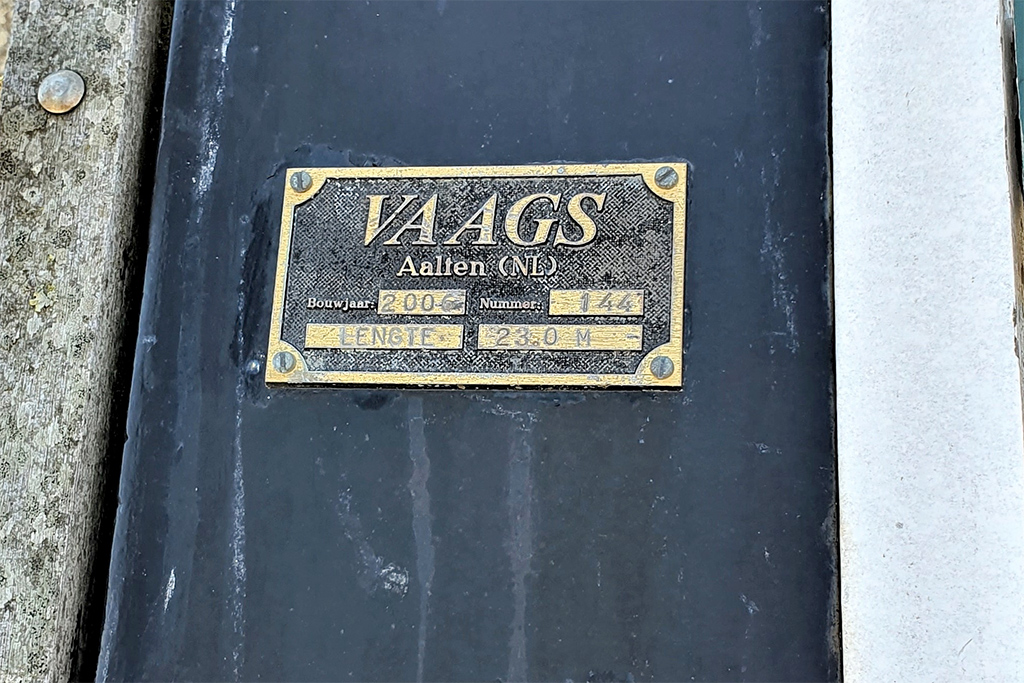 VAAGS
Aalten (NL)
Bouwjaar: 2006 Nummer: 144
LENGTE 23.0 M -